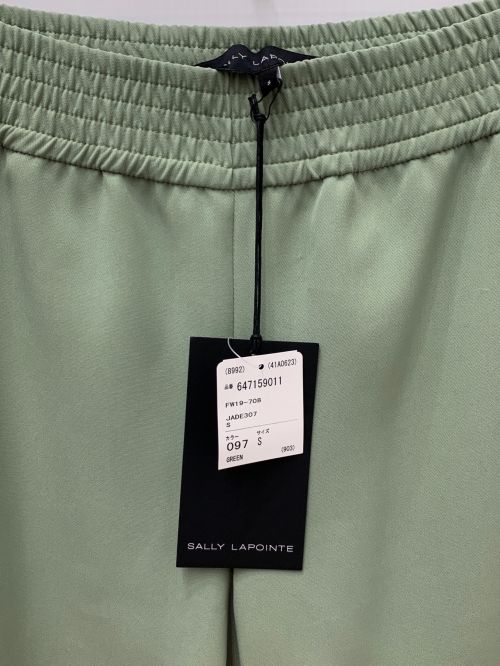 SALLY LAPOINTE
(8992) (41A0623)
品番 647159011
FW19-708
JADE307
S
カラー サイズ
097 S
GREEN (903)
SALLY LAPOINTE